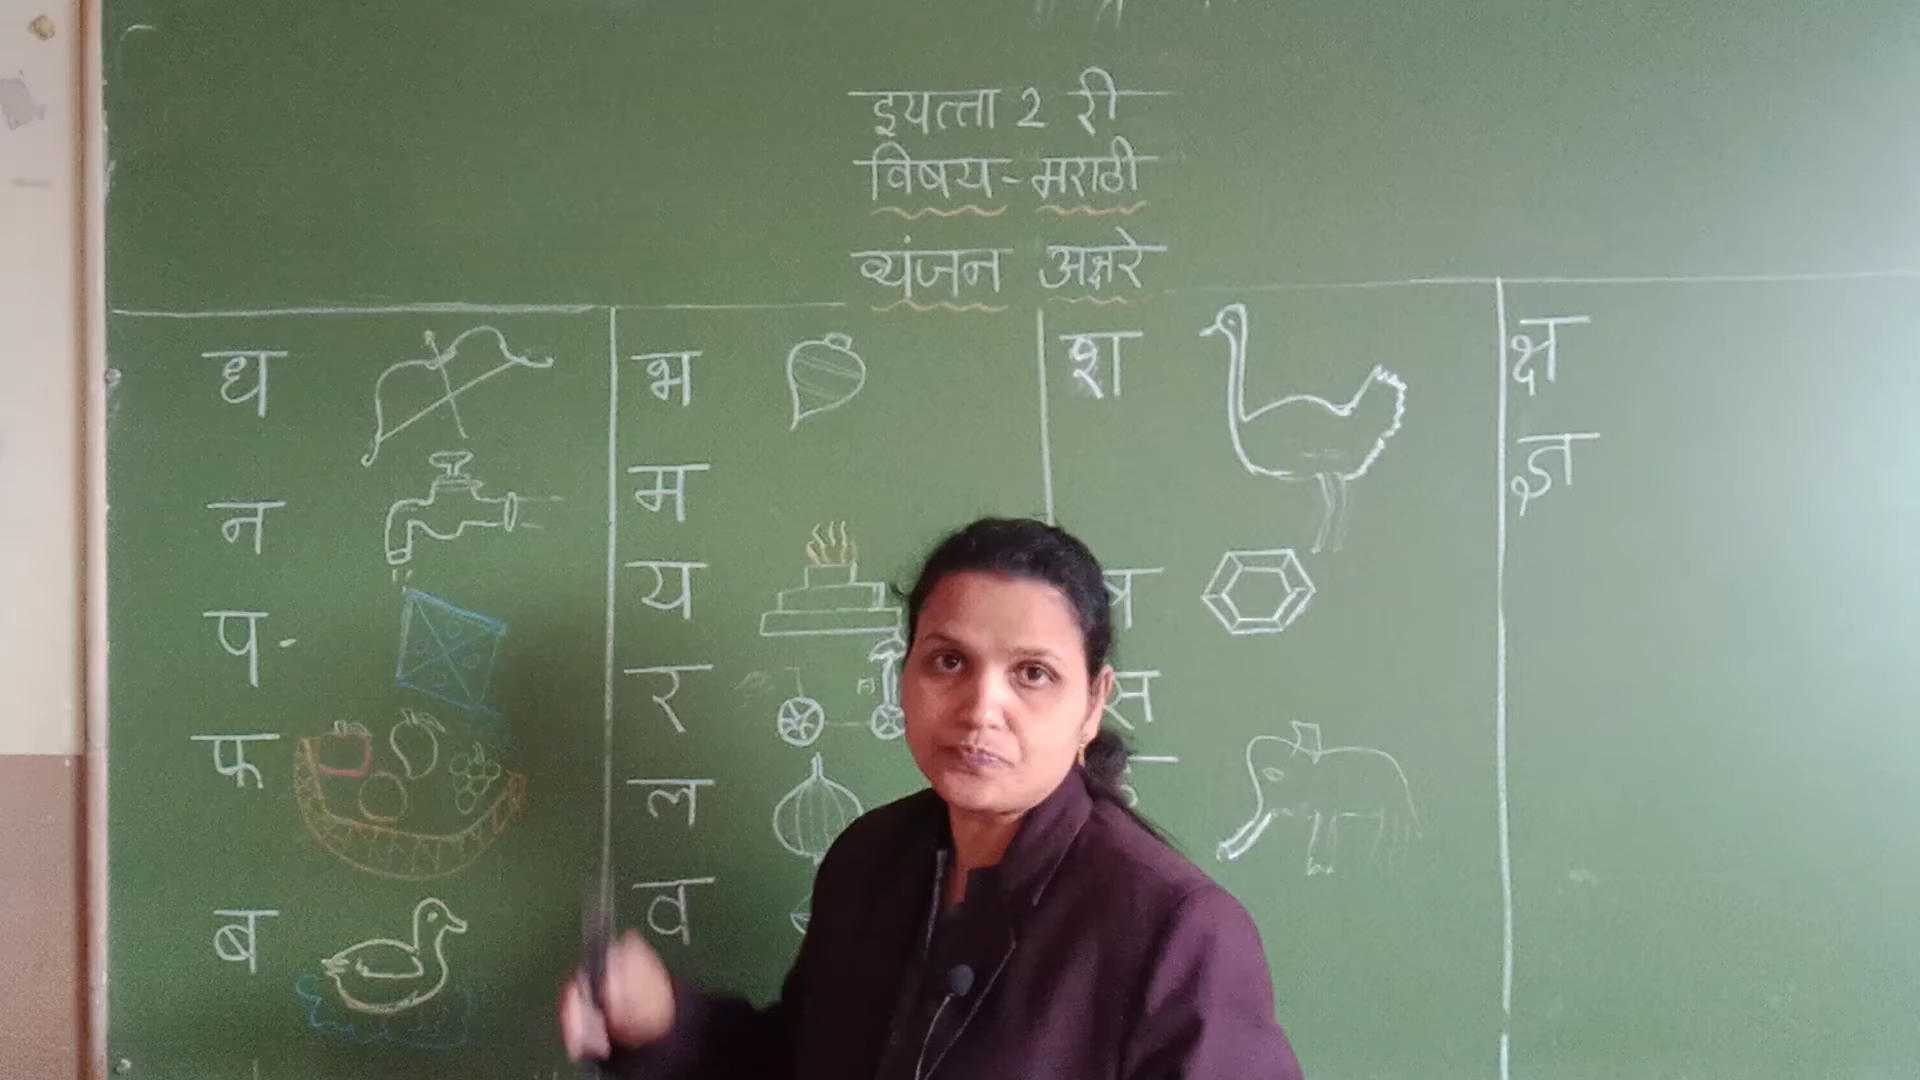 इयत्ता 2 री
विषय - मराठी
व्यंजन अक्षरे
ध
न
प
फ
ब
भ
म
य
र
ल
व
श
ष
स
क्ष
ज्ञ